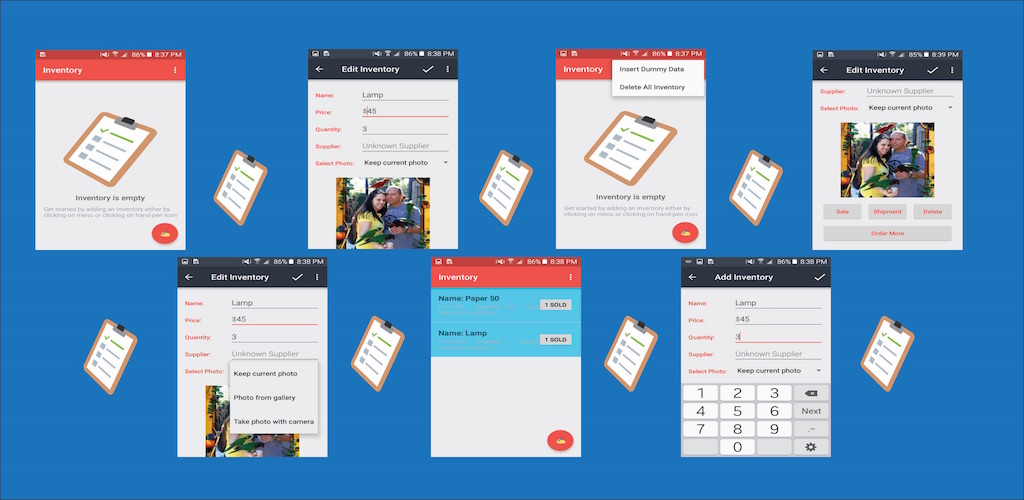 86% 8:37 PM
Inventory
Inventory is empty
Get started by adding an inventory either by
clicking on menu or clicking on hand-pen icon
86% 8:38 PM
Edit Inventory
Name: Lamp
Price: $45
Quantity: 3
Supplier: Unknown Supplier
Select Photo: Keep current photo
86% 8:37 PM
Inventory
Insert Dummy Data
Delete All Inventory
Inventory is empty
Get started by adding an inventory either by
clicking on menu or clicking on hand-pen icon
85% 8:39 PM
Edit Inventory
Supplier: Unknown Supplier
Select Photo: Keep current photo
Sale Shipment Delete
Order More
86% 8:38 PM
Edit Inventory
Name: Lamp
Price: $45
Quantity: 3
Supplier: Unknown Supplier
Select Photo:
Keep current photo
Photo from gallery
Take photo with camera
86% 8:38 PM
Inventory
Name: Paper 50
1 SOLD
Name: Lamp
1 SOLD
86% 8:38 PM
Add Inventory
Name: Lamp
Price: $45
Quantity: 3
Supplier: Unknown Supplier
Select Photo: Keep current photo
1 2 3
4 5 6 Next
7 8 9 .-
0